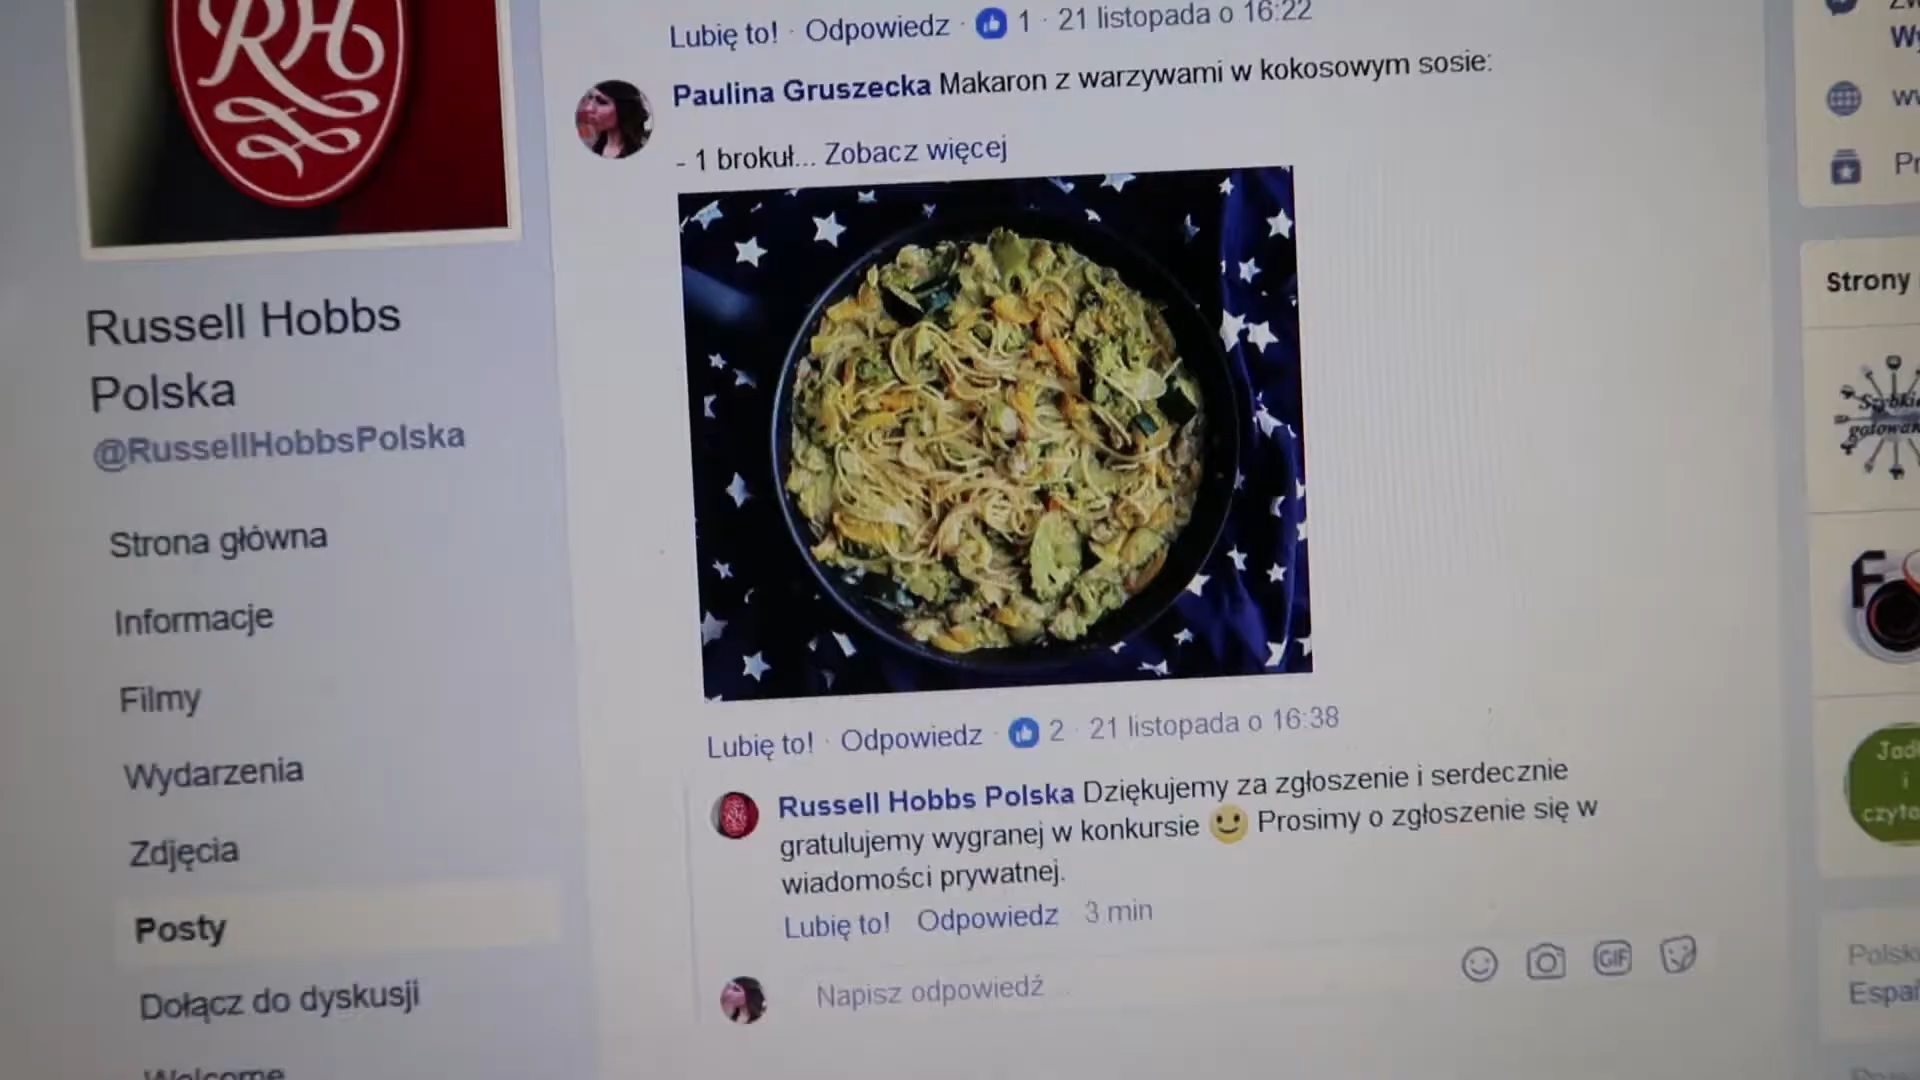 RH
Russell Hobbs
Polska
@RussellHobbsPolska
Strona główna
Informacje
Filmy
Wydarzenia
Zdjęcia
Posty
Dołącz do dyskusji
Welcome
Lubię to! · Odpowiedz · 1 · 21 listopada o 16:22
Paulina Gruszecka Makaron z warzywami w kokosowym sosie:
- 1 brokuł... Zobacz więcej
Lubię to! · Odpowiedz · 2 · 21 listopada o 16:38
Russell Hobbs Polska Dziękujemy za zgłoszenie i serdecznie
gratulujemy wygranej w konkursie Prosimy o zgłoszenie się w
wiadomości prywatnej.
Lubię to! Odpowiedz 3 min
Napisz odpowiedź...
GIF
Strony
i